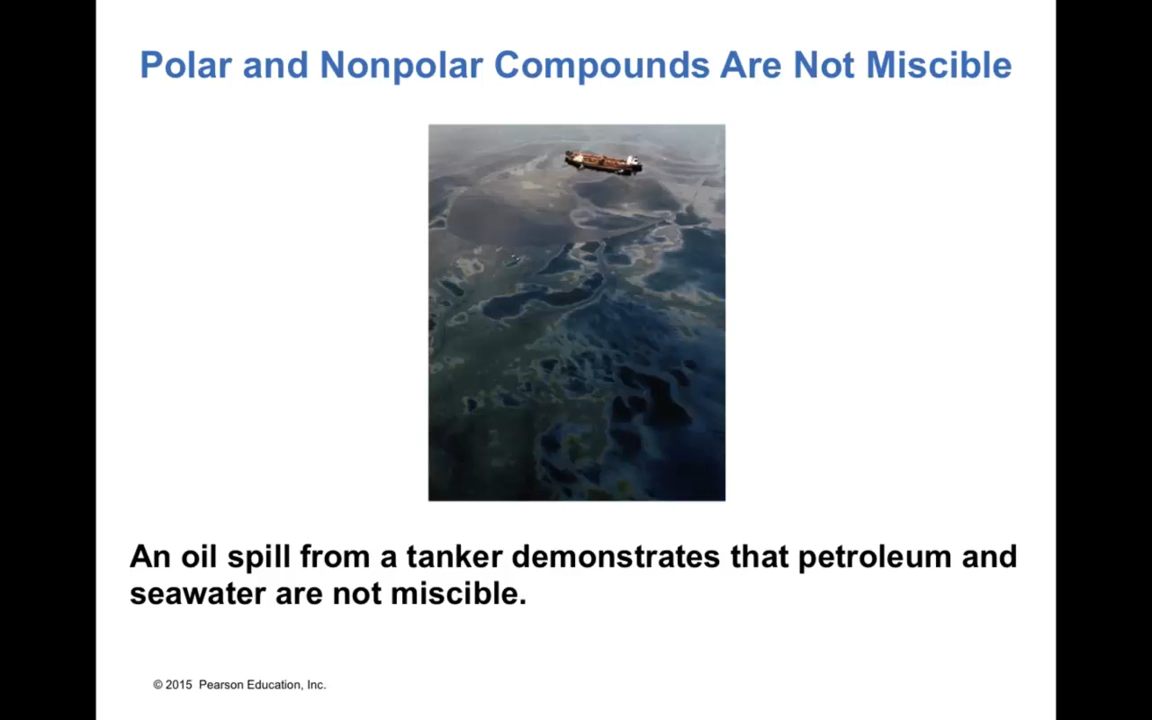 Polar and Nonpolar Compounds Are Not Miscible
An oil spill from a tanker demonstrates that petroleum and
seawater are not miscible.
© 2015 Pearson Education, Inc.